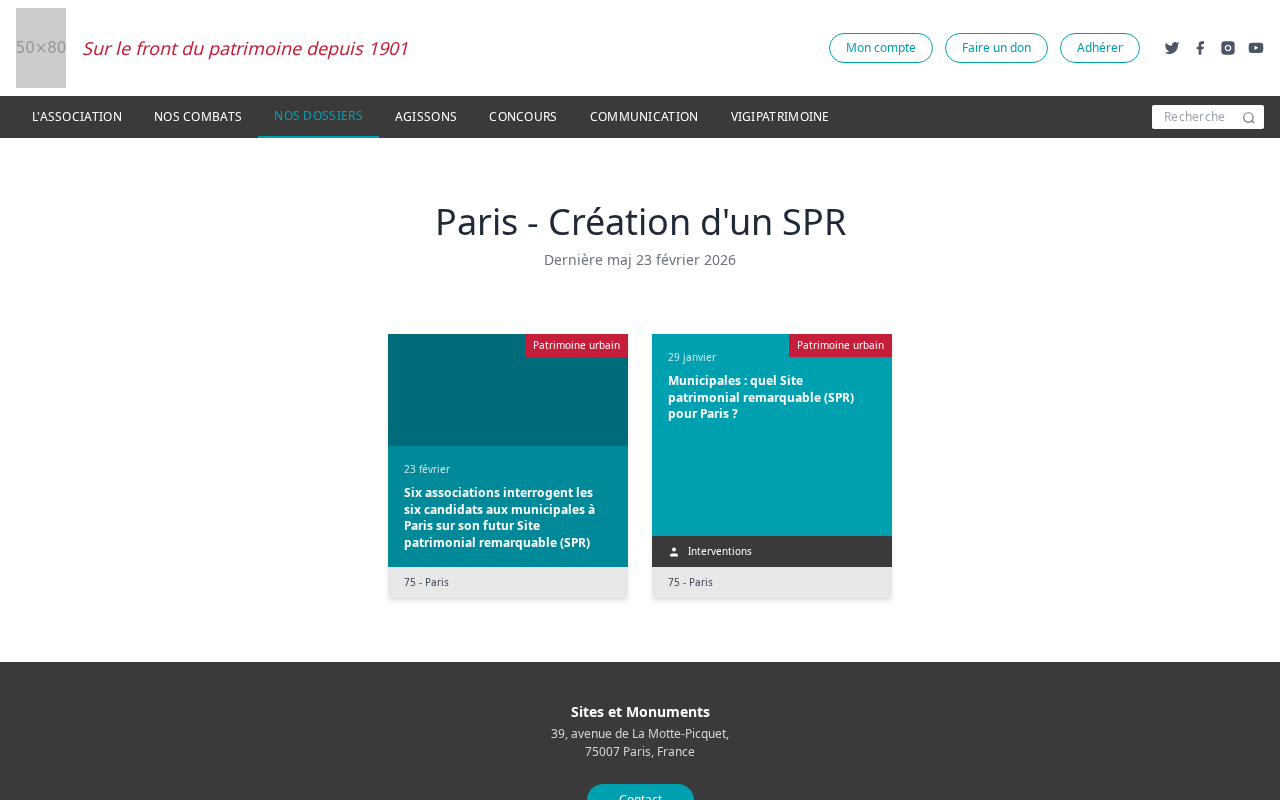 50×80
Sur le front du patrimoine depuis 1901
Mon compte
Faire un don
Adhérer
L'ASSOCIATION
NOS COMBATS
NOS DOSSIERS
AGISSONS
CONCOURS
COMMUNICATION
VIGIPATRIMOINE
Recherche
Paris - Création d'un SPR
Dernière maj 23 février 2026
Patrimoine urbain
23 février
Six associations interrogent les
six candidats aux municipales à
Paris sur son futur Site
patrimonial remarquable (SPR)
75 - Paris
Patrimoine urbain
29 janvier
Municipales : quel Site
patrimonial remarquable (SPR)
pour Paris ?
Interventions
75 - Paris
Sites et Monuments
39, avenue de La Motte-Picquet,
75007 Paris, France
Contact